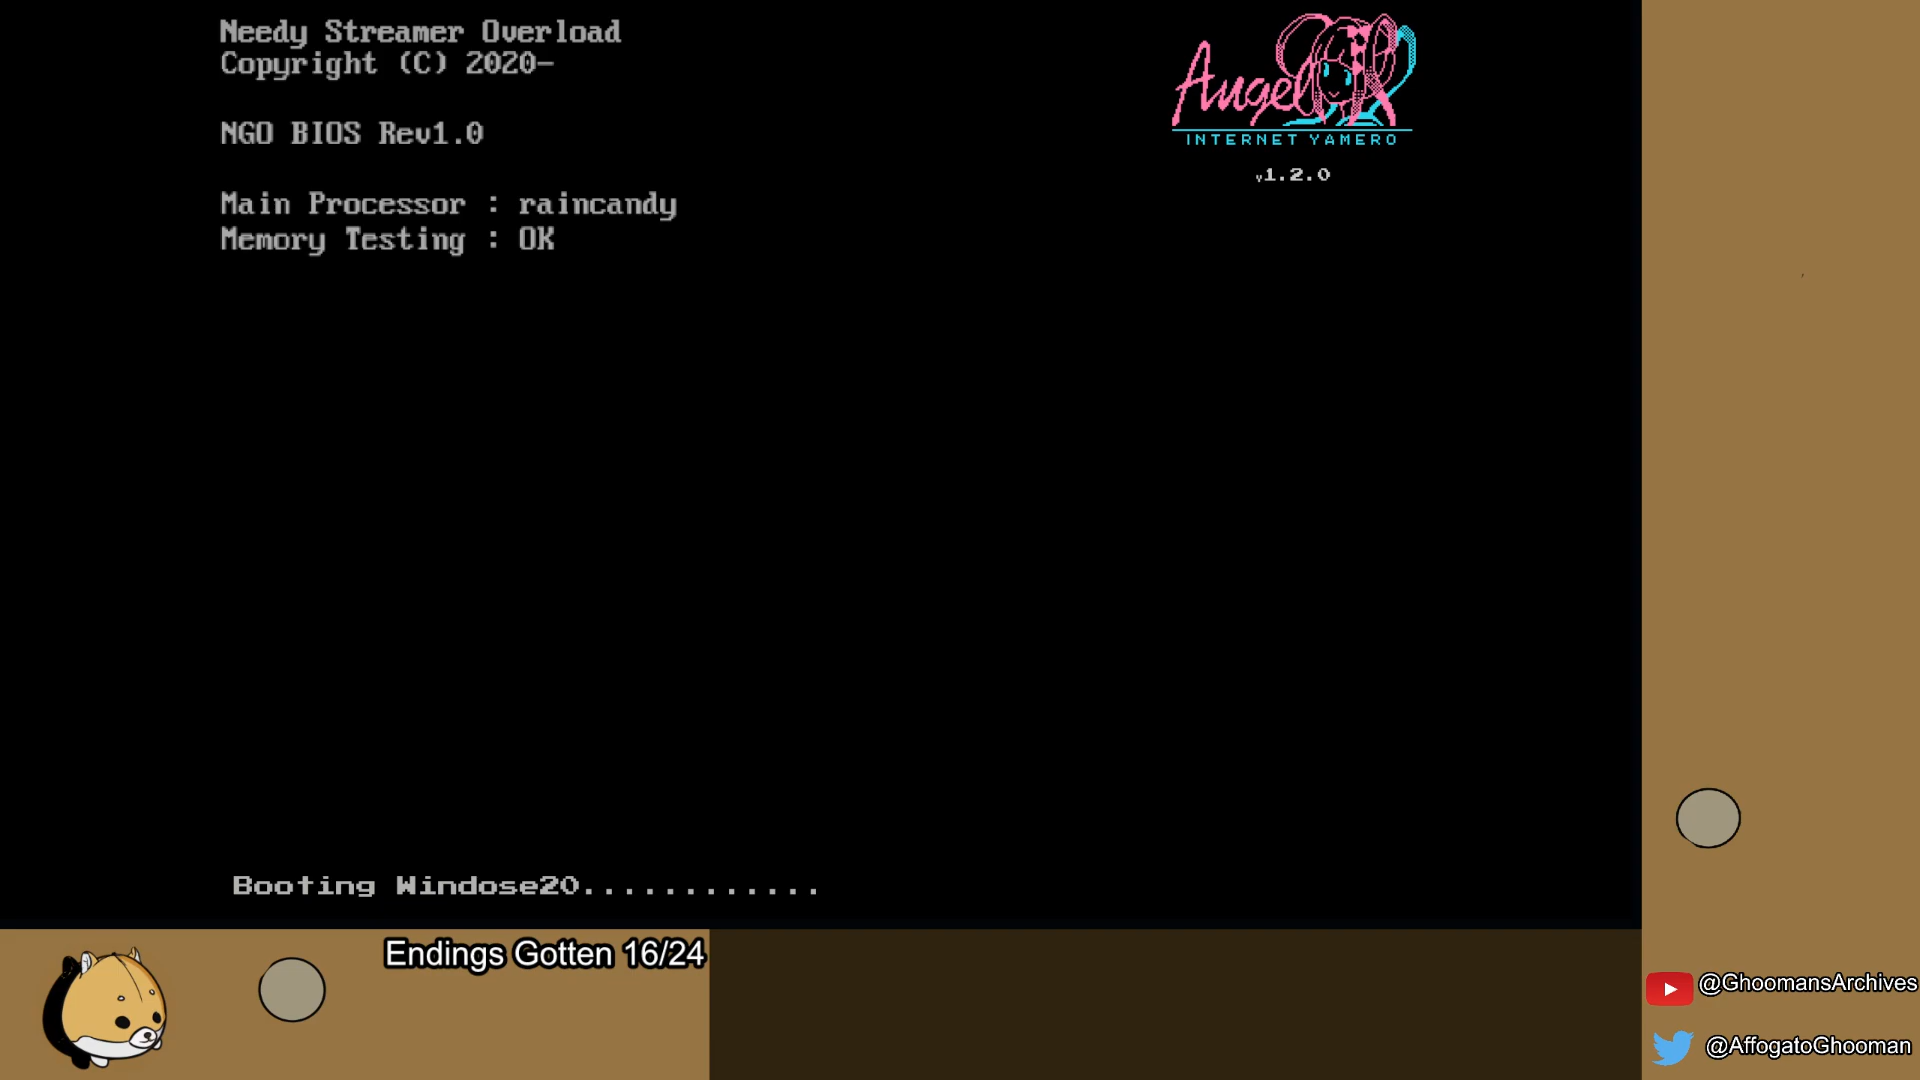 Needy Streamer Overload
Copyright (C) 2020-
NGO BIOS Rev1.0
Main Processor : raincandy
Memory Testing : OK
Angel
INTERNET YAMERO
v1.2.0
Booting Windose20............
Endings Gotten 16/24
@GhoomansArchives
@AffogatoGhooman